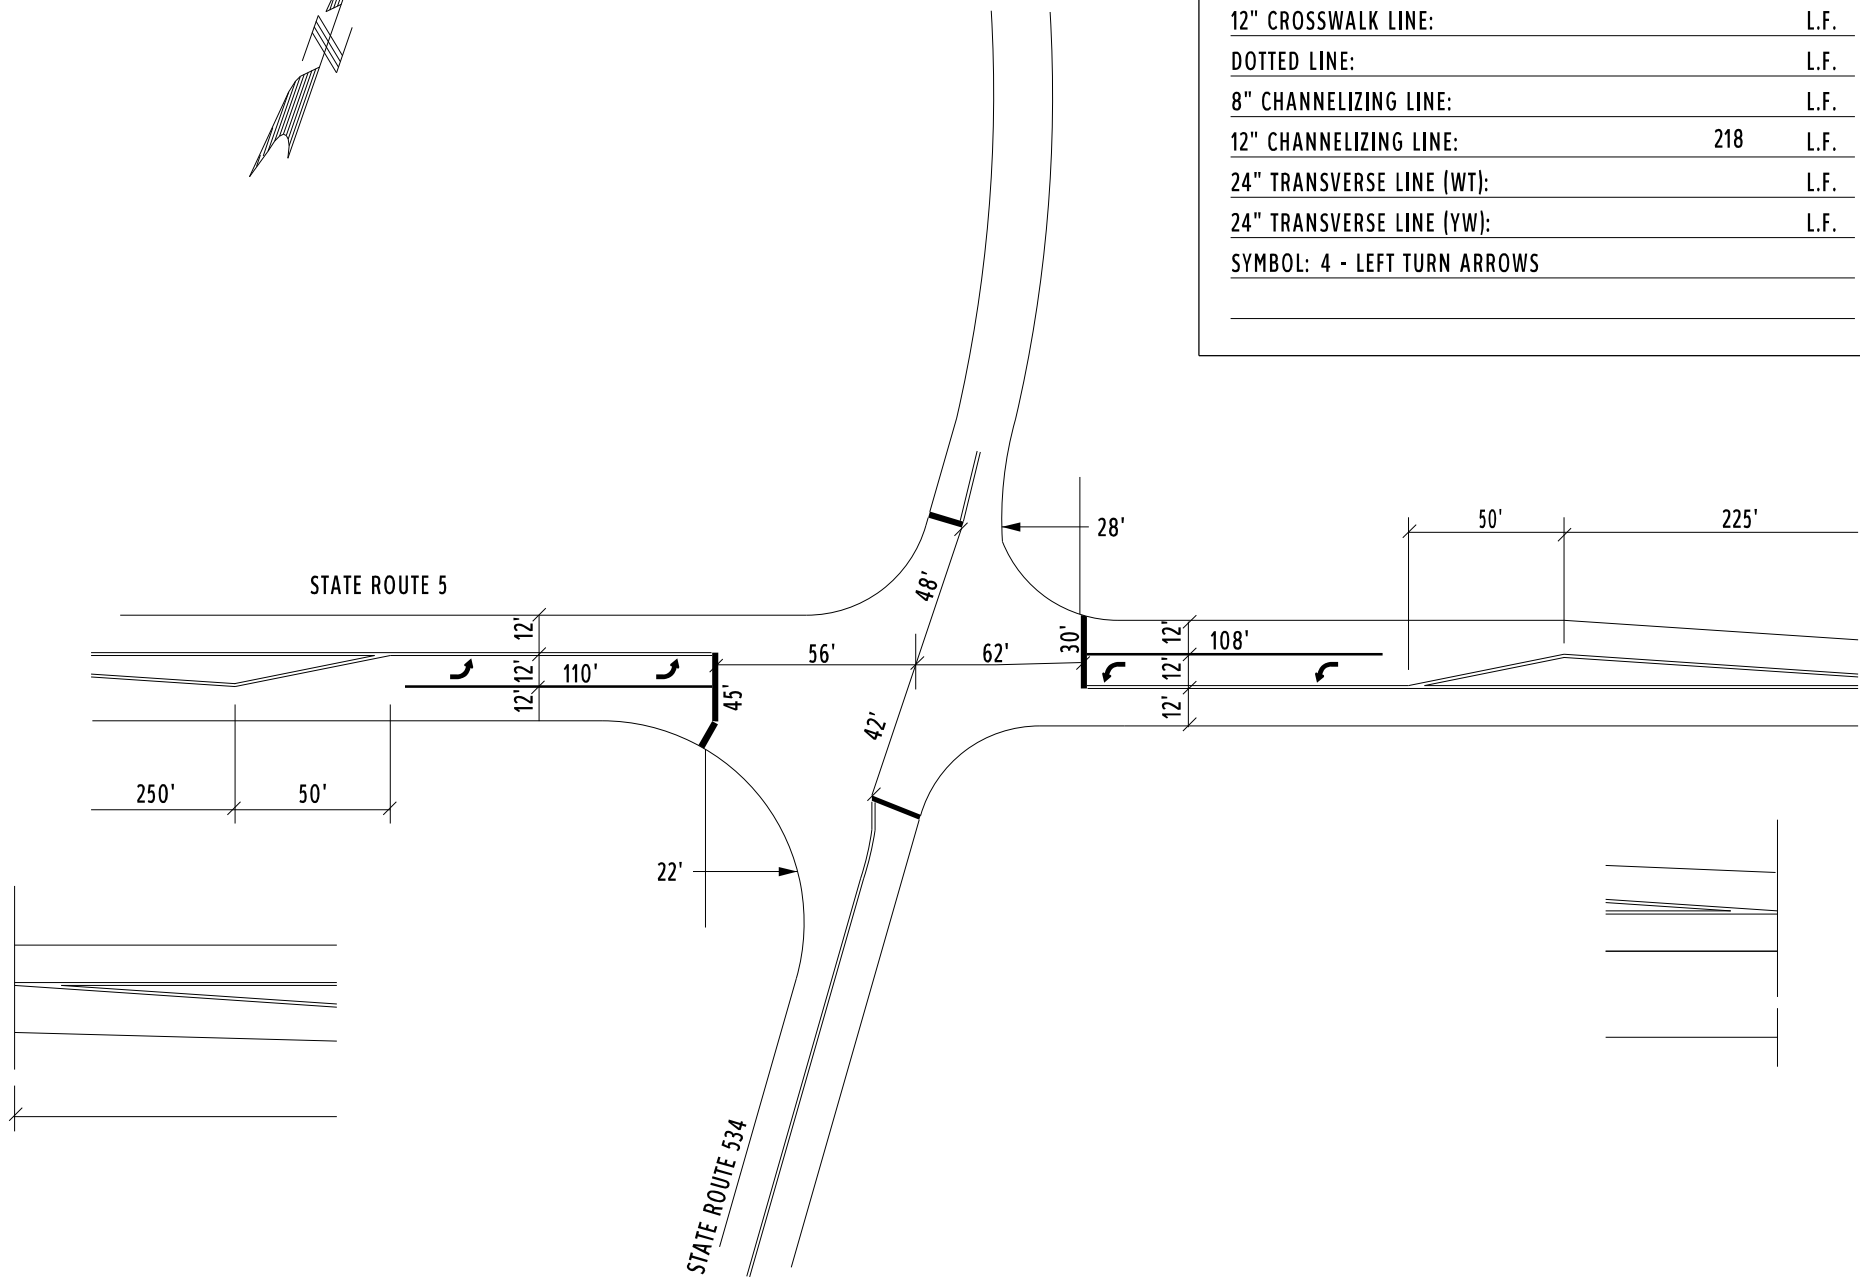 12" CROSSWALK LINE: L.F.
DOTTED LINE: L.F.
8" CHANNELIZING LINE: L.F.
12" CHANNELIZING LINE: 218 L.F.
24" TRANSVERSE LINE (WT): L.F.
24" TRANSVERSE LINE (YW): L.F.
SYMBOL: 4 - LEFT TURN ARROWS
50'
225'
28'
STATE ROUTE 5
48'
12'
12'
12'
110'
56'
62'
30'
12'
12'
12'
108'
45'
42'
250'
50'
22'
STATE ROUTE 534